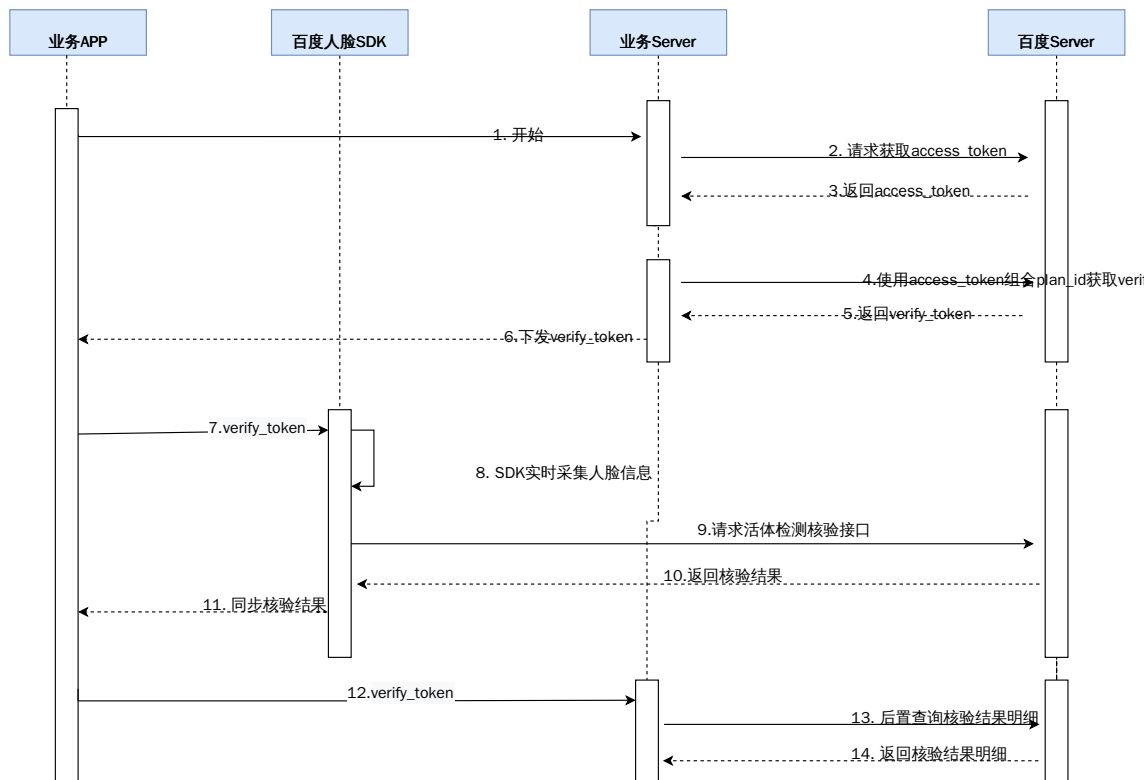 业务APP
百度人脸SDK
业务Server
百度Server
1. 开始
2. 请求获取access_token
3.返回access_token
4.使用access_token组合plan_id获取verif
5.返回verify_token
6.下发verify_token
7.verify_token
8. SDK实时采集人脸信息
9.请求活体检测核验接口
10.返回核验结果
11. 同步核验结果
12.verify_token
13. 后置查询核验结果明细
14. 返回核验结果明细